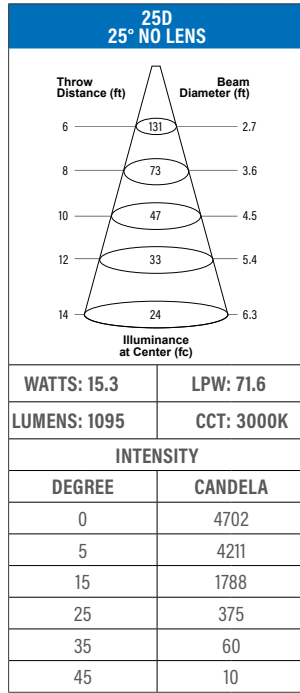 25D
25° NO LENS
Throw Distance (ft)
Beam Diameter (ft)
6 131 2.7
8 73 3.6
10 47 4.5
12 33 5.4
14 24 6.3
Illuminance
at Center (fc)
WATTS: 15.3 LPW: 71.6
LUMENS: 1095 CCT: 3000K
INTENSITY
DEGREE CANDELA
0 4702
5 4211
15 1788
25 375
35 60
45 10